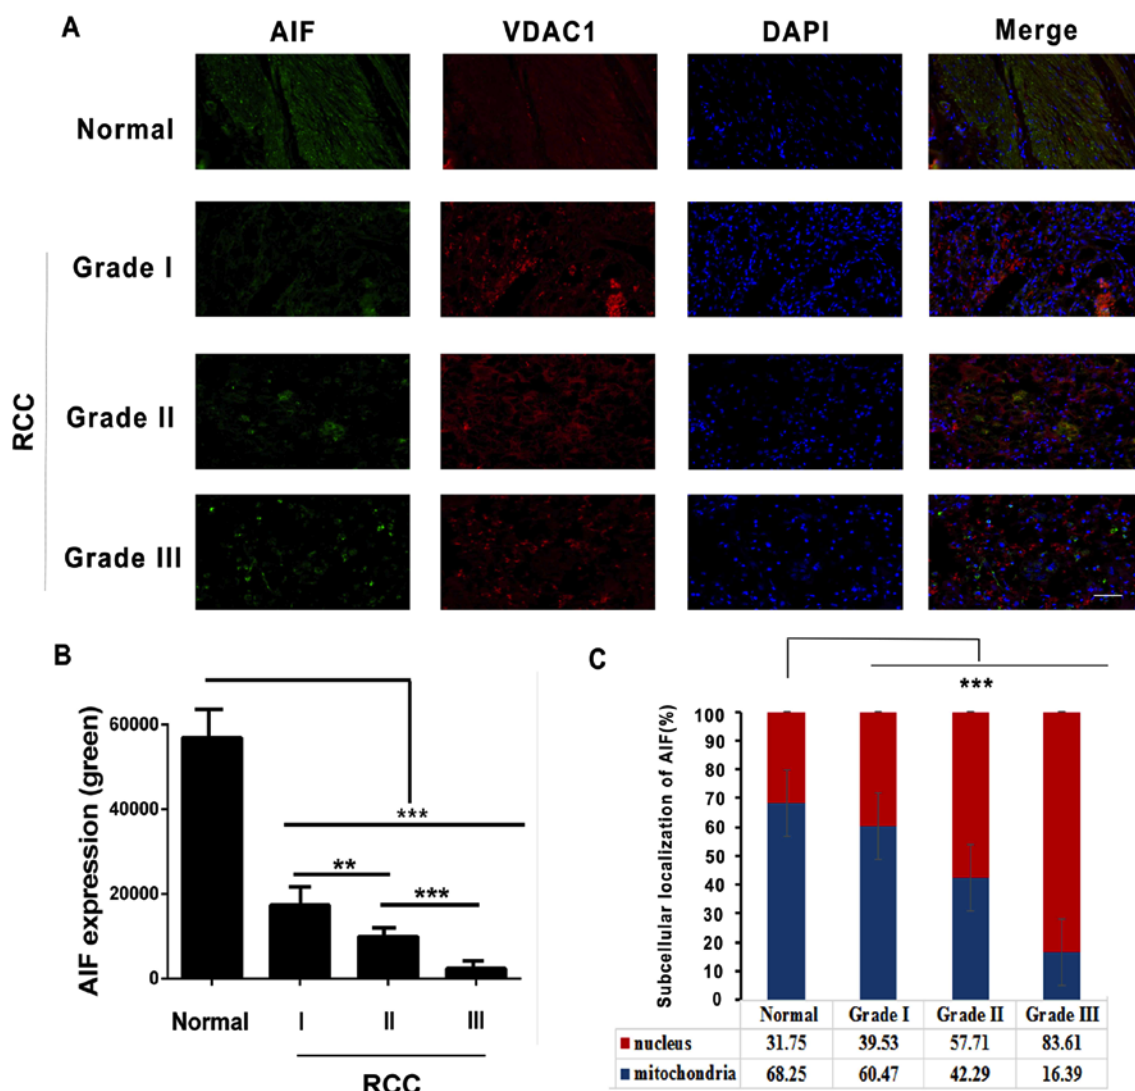 A
AIF VDAC1 DAPI Merge
Normal
Grade I
Grade II
Grade III
RCC
B
AIF expression (green)
60000
40000
20000
0
***
**
***
Normal I II III
RCC
C
***
Subcellular localization of AIF(%)
100
90
80
70
60
50
40
30
20
10
0
Normal Grade I Grade II Grade III
nucleus 31.75 39.53 57.71 83.61
mitochondria 68.25 60.47 42.29 16.39